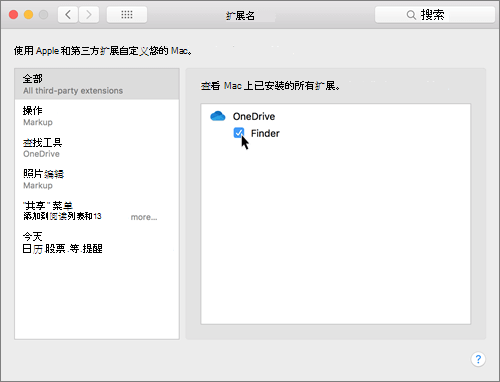 扩展名
搜索
使用 Apple 和第三方扩展自定义您的 Mac。
全部
All third-party extensions
操作
Markup
查找工具
OneDrive
照片编辑
Markup
"共享" 菜单
添加到阅读列表和13 more...
今天
日历.股票.等.提醒
查看 Mac 上已安装的所有扩展。
OneDrive
Finder
?